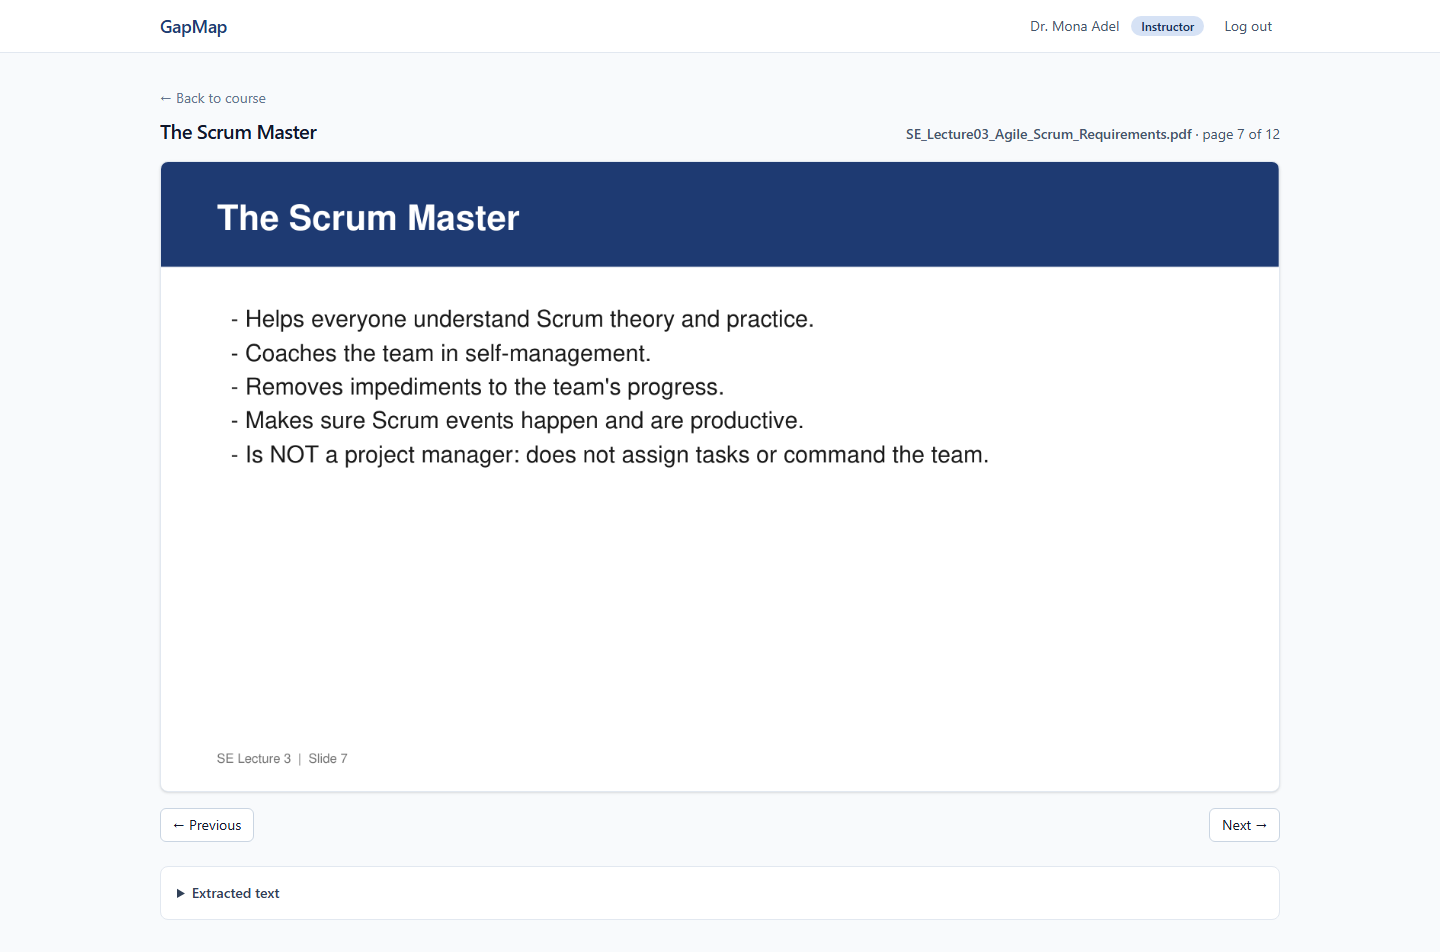 GapMap
Dr. Mona Adel Instructor Log out
← Back to course
The Scrum Master
SE_Lecture03_Agile_Scrum_Requirements.pdf · page 7 of 12
The Scrum Master
- Helps everyone understand Scrum theory and practice.
- Coaches the team in self-management.
- Removes impediments to the team's progress.
- Makes sure Scrum events happen and are productive.
- Is NOT a project manager: does not assign tasks or command the team.
SE Lecture 3 | Slide 7
← Previous
Next →
▶ Extracted text